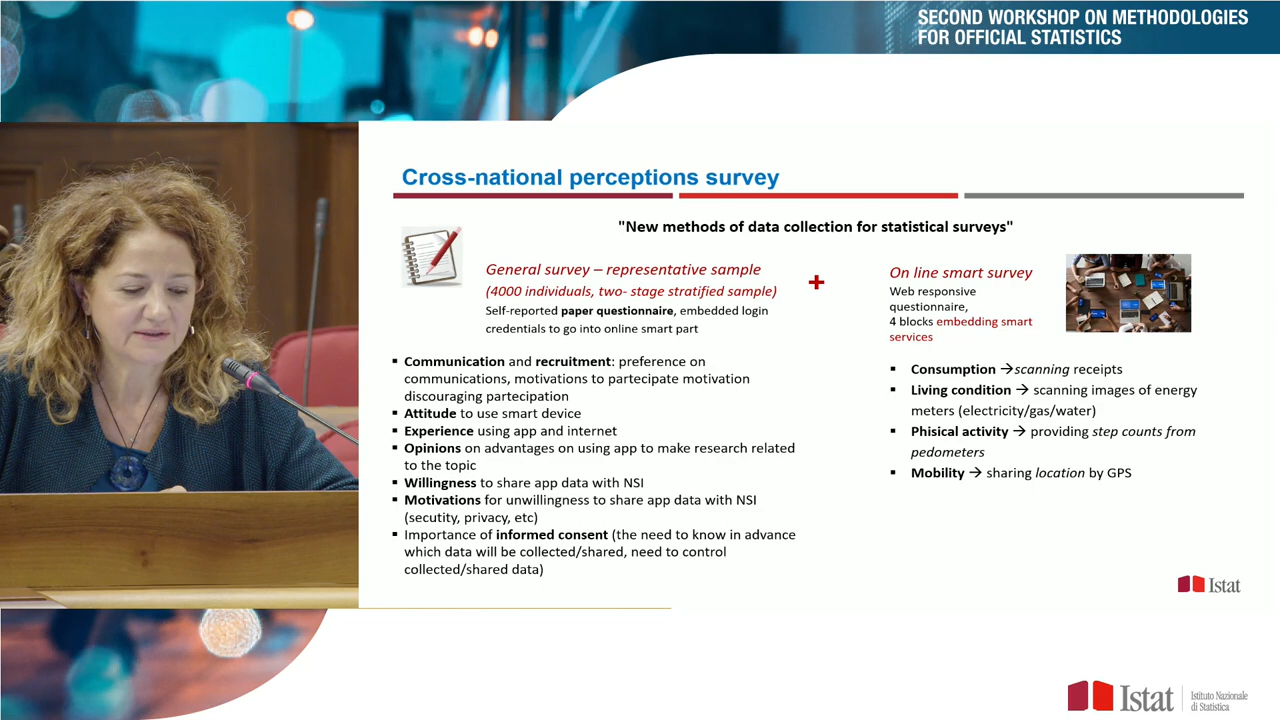 SECOND WORKSHOP ON METHODOLOGIES
FOR OFFICIAL STATISTICS
Cross-national perceptions survey
"New methods of data collection for statistical surveys"
General survey – representative sample
(4000 individuals, two- stage stratified sample)
Self-reported paper questionnaire, embedded login
credentials to go into online smart part
▪ Communication and recruitment: preference on
communications, motivations to partecipate motivation
discouraging partecipation
▪ Attitude to use smart device
▪ Experience using app and internet
▪ Opinions on advantages on using app to make research related
to the topic
▪ Willingness to share app data with NSI
▪ Motivations for unwillingness to share app data with NSI
(secutity, privacy, etc)
▪ Importance of informed consent (the need to know in advance
which data will be collected/shared, need to control
collected/shared data)
+
On line smart survey
Web responsive
questionnaire,
4 blocks embedding smart
services
▪ Consumption → scanning receipts
▪ Living condition → scanning images of energy
meters (electricity/gas/water)
▪ Phisical activity → providing step counts from
pedometers
▪ Mobility → sharing location by GPS
Istat
Istat
Istituto Nazionale
di Statistica